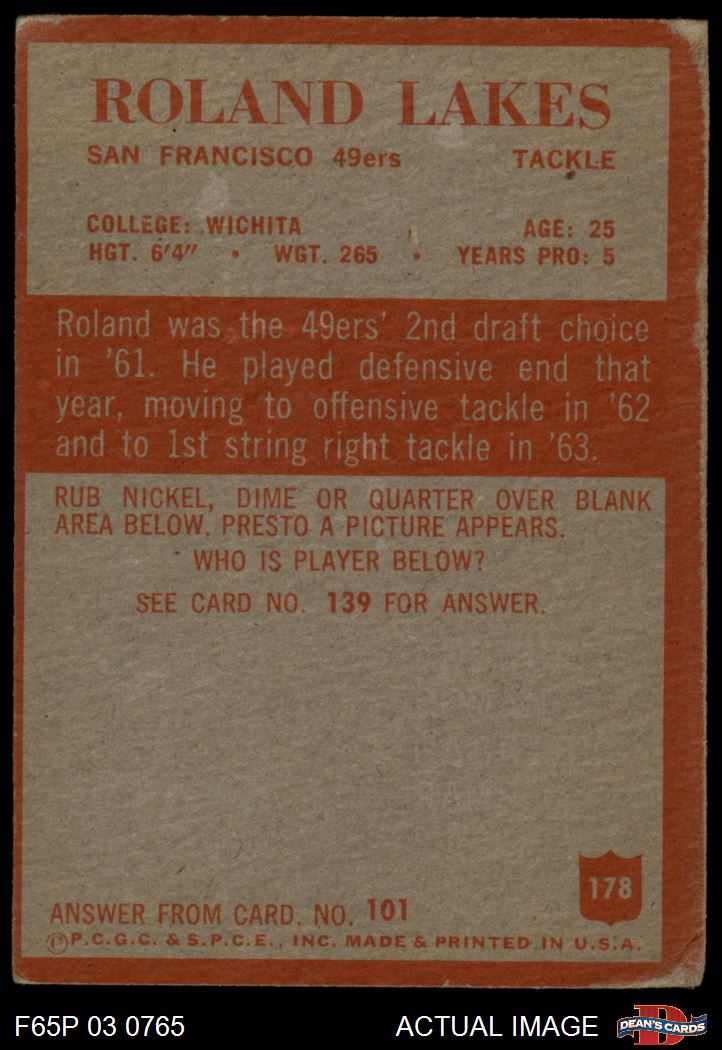 ROLAND LAKES
SAN FRANCISCO 49ers TACKLE
COLLEGE: WICHITA AGE: 25
HGT. 6'4" • WGT. 265 • YEARS PRO: 5
Roland was the 49ers' 2nd draft choice
in '61. He played defensive end that
year, moving to offensive tackle in '62
and to 1st string right tackle in '63.
RUB NICKEL, DIME OR QUARTER OVER BLANK
AREA BELOW. PRESTO A PICTURE APPEARS.
WHO IS PLAYER BELOW?
SEE CARD NO. 139 FOR ANSWER.
178
ANSWER FROM CARD. NO. 101
Ⓟ P.C.G.C. & S.P.C.E., INC. MADE & PRINTED IN U.S.A.
F65P 03 0765 ACTUAL IMAGE
D
DEAN'S CARDS